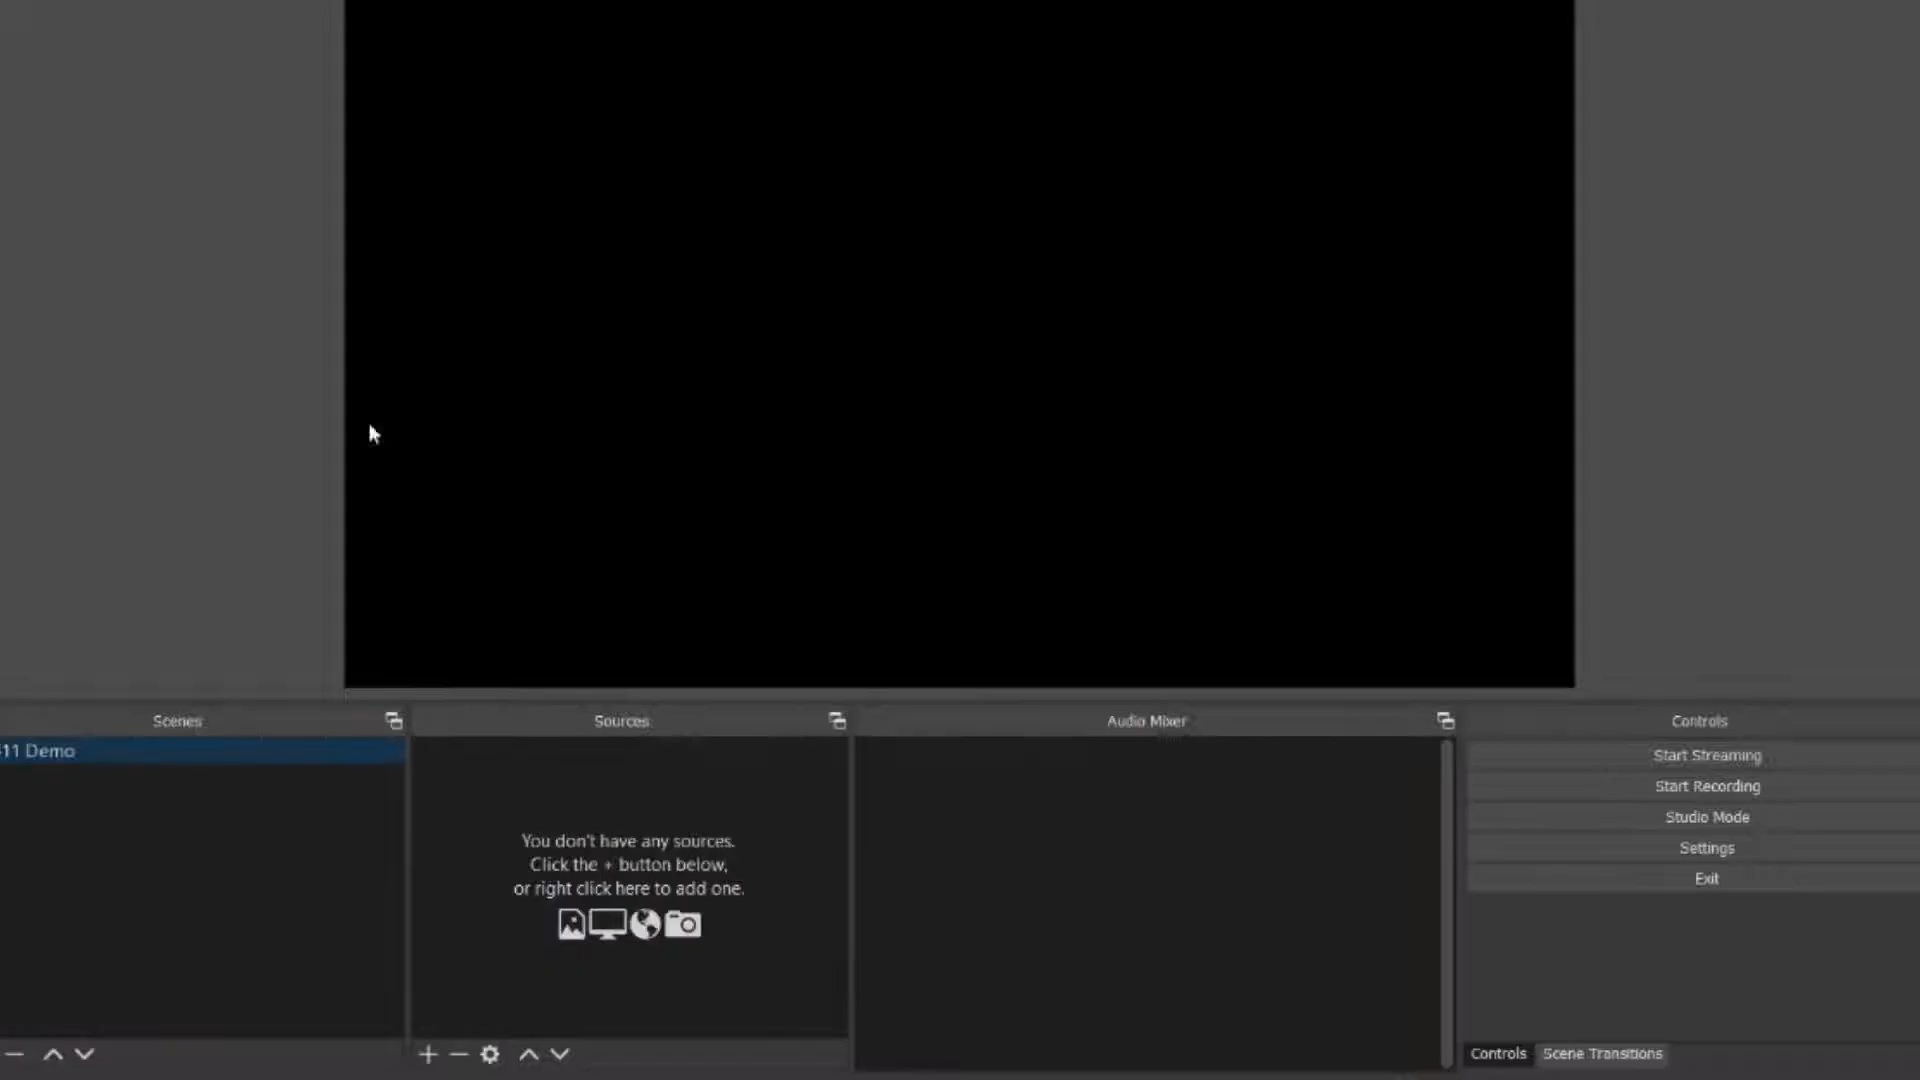 Scenes
11 Demo
Sources
You don't have any sources.
Click the + button below,
or right click here to add one.
Audio Mixer
Controls
Start Streaming
Start Recording
Studio Mode
Settings
Exit
Controls
Scene Transitions